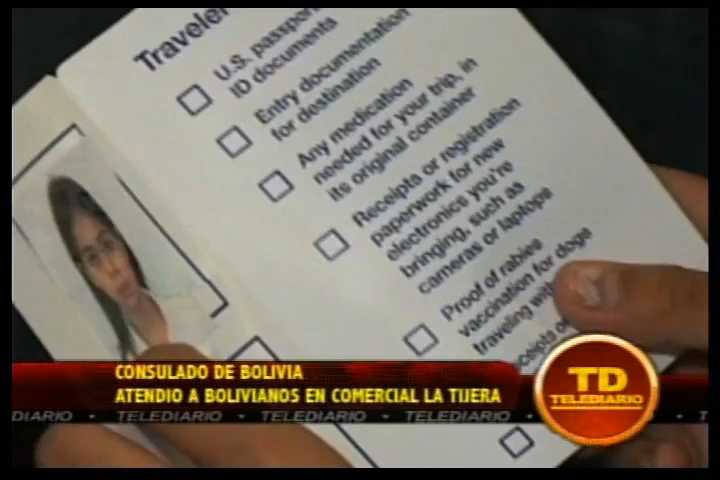 Traveler
U.S. passport
ID documents
Entry documentation
for destination
Any medication
needed for your trip, in
its original container
Receipts or registration
paperwork for new
electronics you're
bringing, such as
cameras or laptops
Proof of rabies
vaccination for dogs
traveling with
CONSULADO DE BOLIVIA
ATENDIO A BOLIVIANOS EN COMERCIAL LA TIJERA
TD
TELEDIARIO
TELEDIARIO • TELEDIARIO • TELEDIARIO • TELEDIARIO